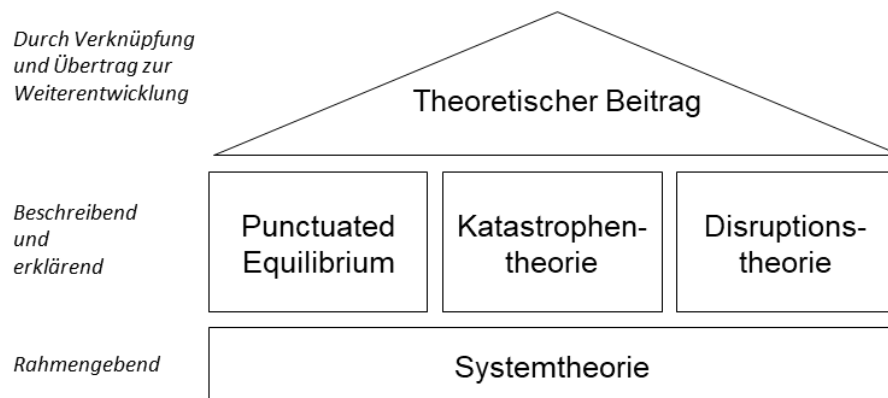 Durch Verknüpfung
und Übertrag zur
Weiterentwicklung
Theoretischer Beitrag
Beschreibend
und
erklärend
Punctuated
Equilibrium
Katastrophen-
theorie
Disruptions-
theorie
Rahmengebend
Systemtheorie